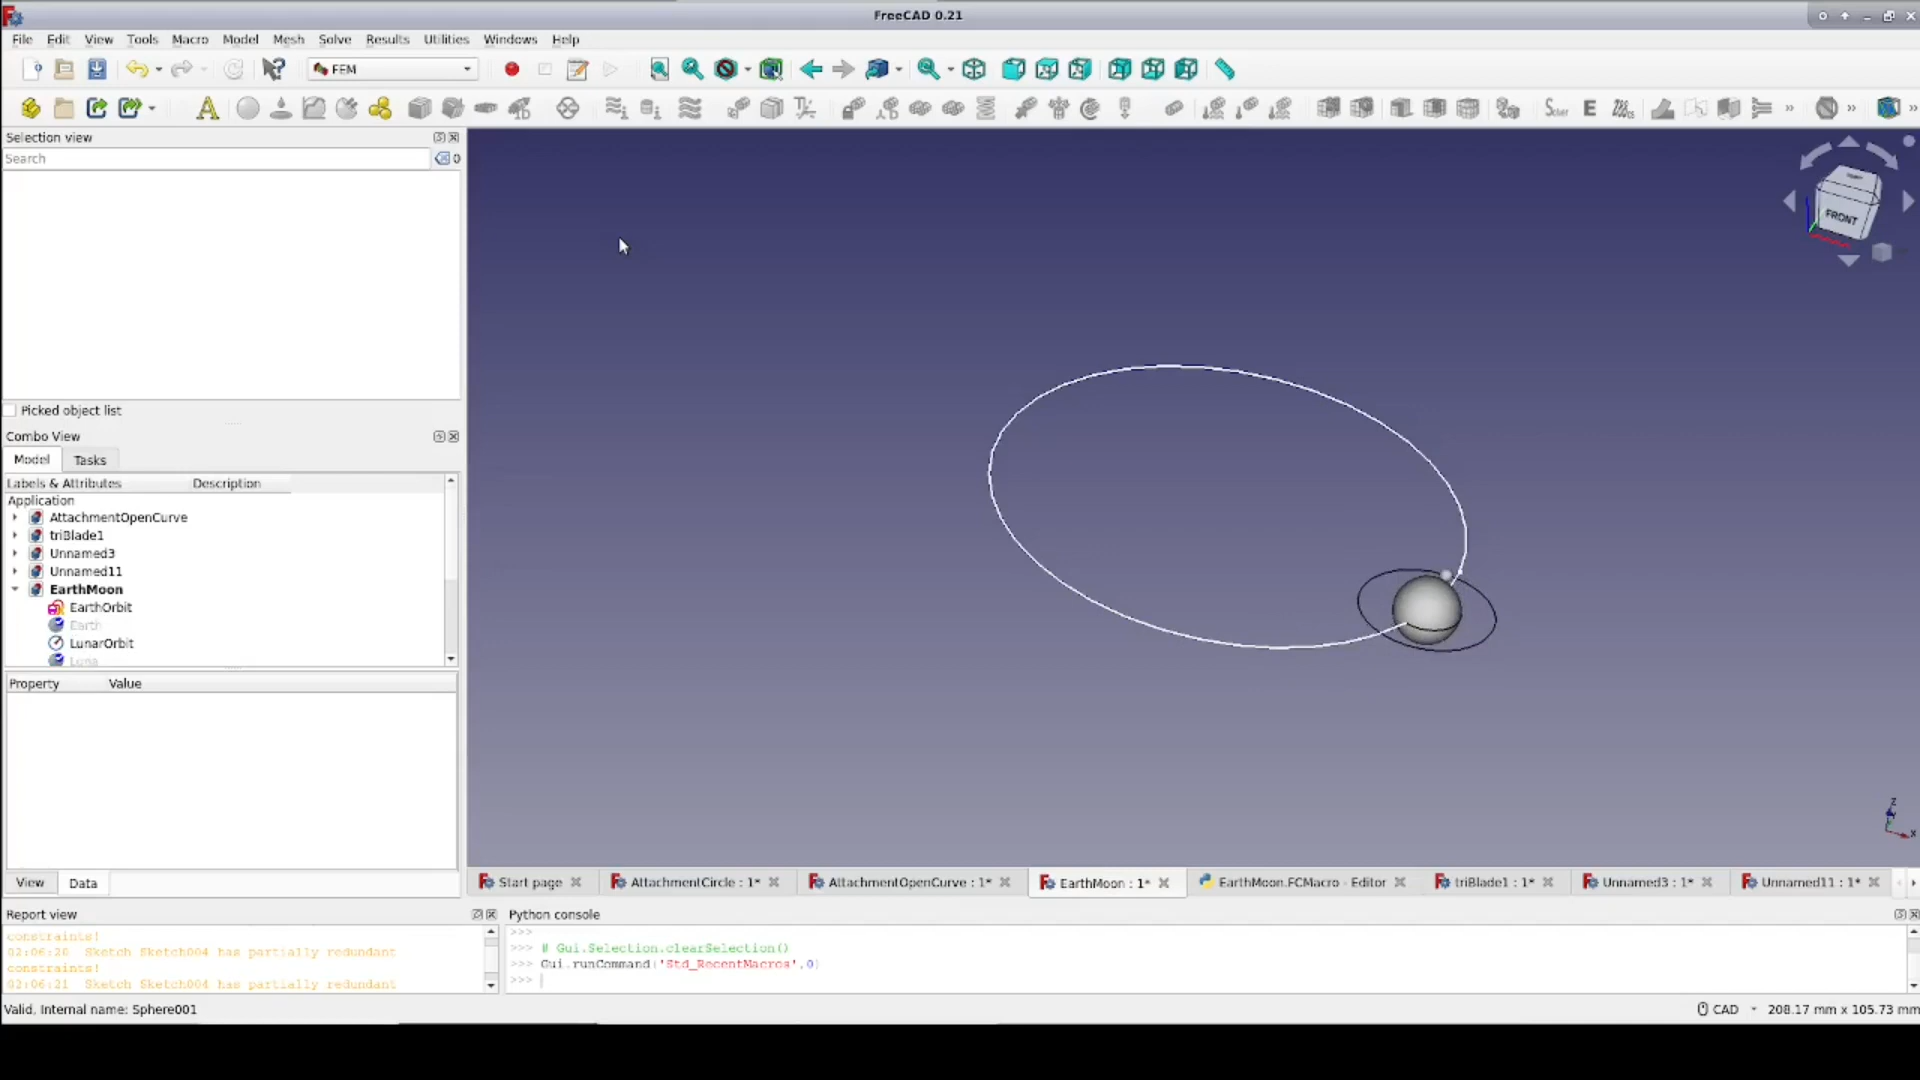 FreeCAD 0.21
File Edit View Tools Macro Model Mesh Solve Results Utilities Windows Help
FEM
Selection view
Search
0
Picked object list
Combo View
Model Tasks
Labels & Attributes Description
Application
AttachmentOpenCurve
triBlade1
Unnamed3
Unnamed11
EarthMoon
EarthOrbit
Earth
LunarOrbit
Luna
Property Value
View Data
FRONT
Z
X
Start page AttachmentCircle : 1* AttachmentOpenCurve : 1* EarthMoon : 1* EarthMoon.FCMacro - Editor triBlade1 : 1* Unnamed3 : 1* Unnamed11 : 1*
Report view
constraints!
02:06:20 Sketch Sketch004 has partially redundant
constraints!
02:06:21 Sketch Sketch004 has partially redundant
Python console
>>>
>>> # Gui.Selection.clearSelection()
>>> Gui.runCommand('Std_RecentMacros',0)
>>>
Valid, Internal name: Sphere001
CAD 208.17 mm x 105.73 mm